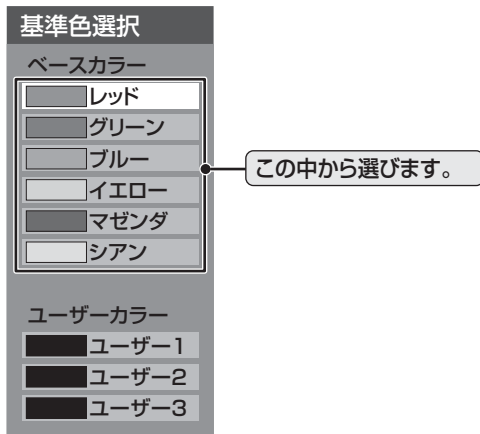 基準色選択
ベースカラー
レッド
グリーン
ブルー
イエロー
マゼンダ
シアン
この中から選びます。
ユーザーカラー
ユーザー1
ユーザー2
ユーザー3